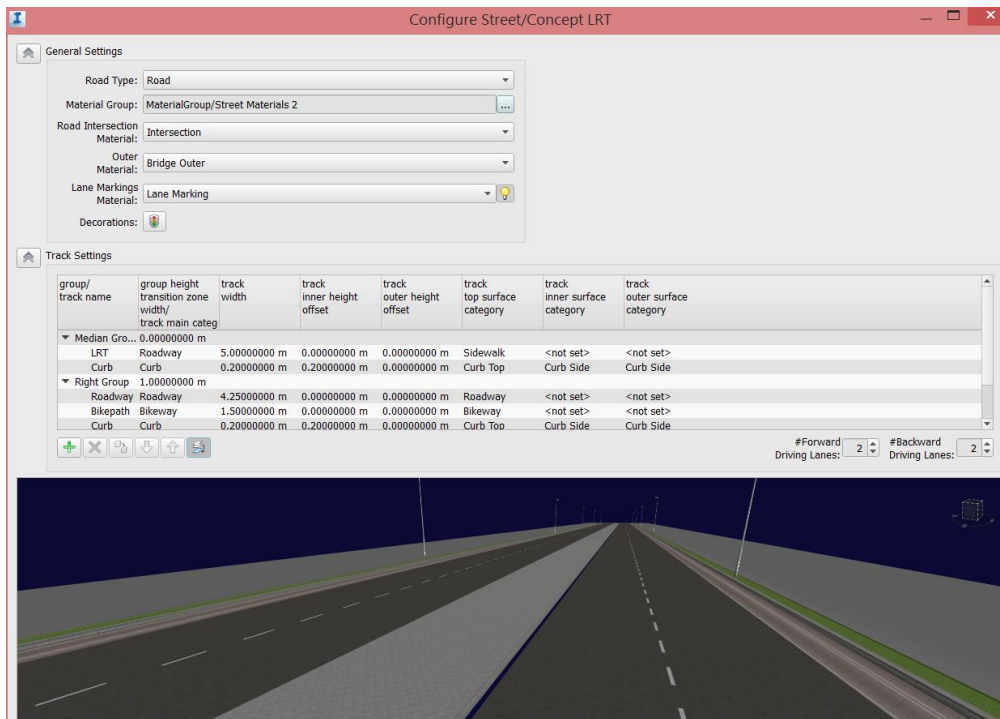 Configure Street/Concept LRT
General Settings
Road Type: Road
Material Group: MaterialGroup/Street Materials 2 ...
Road Intersection
Material: Intersection
Outer
Material: Bridge Outer
Lane Markings
Material: Lane Marking
Decorations:
Track Settings
group/ group height track track track track track track
track name transition zone width inner height outer height top surface inner surface outer surface
width/ offset offset category category category
track main categ
Median Gro... 0.00000000 m
LRT Roadway 5.00000000 m 0.00000000 m 0.00000000 m Sidewalk <not set> <not set>
Curb Curb 0.20000000 m 0.20000000 m 0.00000000 m Curb Top Curb Side Curb Side
Right Group 1.00000000 m
Roadway Roadway 4.25000000 m 0.00000000 m 0.00000000 m Roadway <not set> <not set>
Bikepath Bikeway 1.50000000 m 0.00000000 m 0.00000000 m Bikeway <not set> <not set>
Curb Curb 0.20000000 m 0.20000000 m 0.00000000 m Curb Top Curb Side Curb Side
#Forward
Driving Lanes: 2
#Backward
Driving Lanes: 2